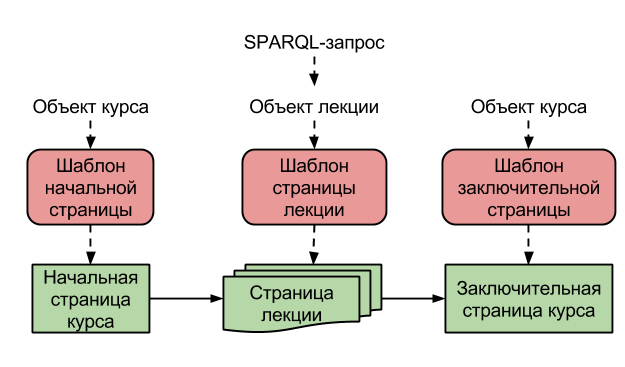 SPARQL-запрос
Объект курса
Объект лекции
Объект курса
Шаблон
начальной
страницы
Шаблон
страницы
лекции
Шаблон
заключительной
страницы
Начальная
страница
курса
Страница
лекции
Заключительная
страница курса